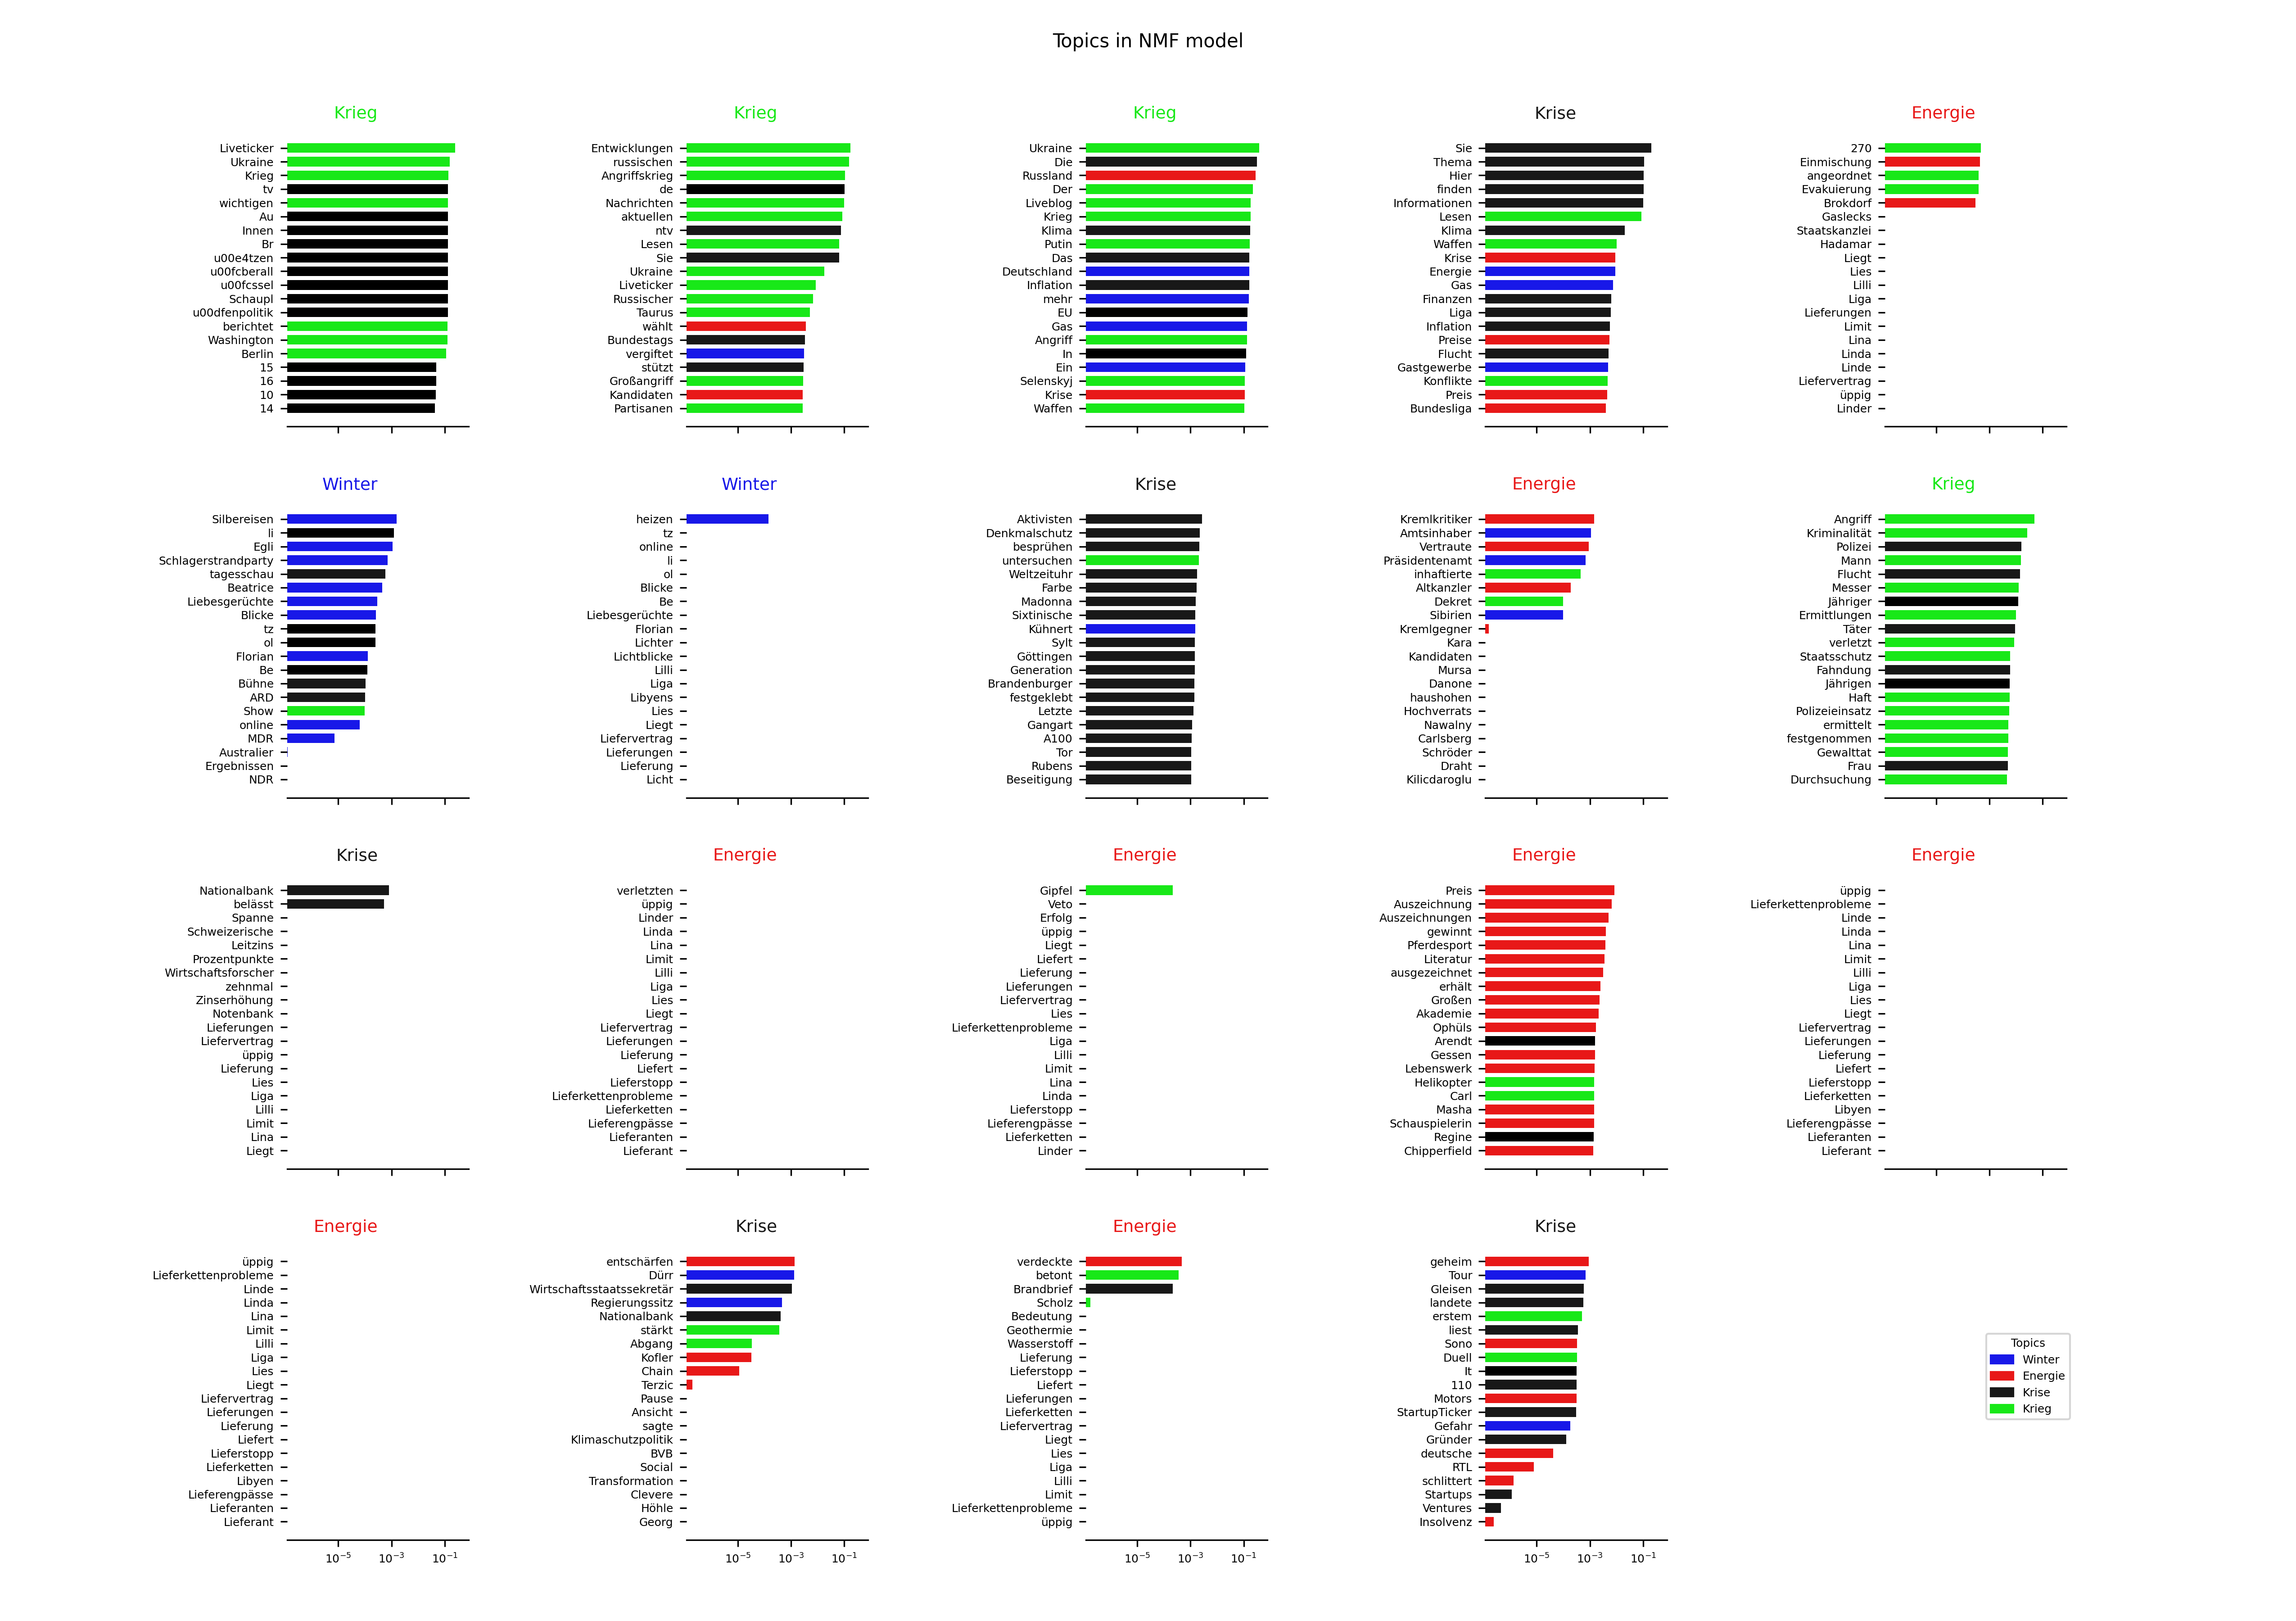 Topics in NMF model
Krieg
Liveticker
Ukraine
Krieg
tv
wichtigen
Au
Innen
Br
u00e4tzen
u00fcberall
u00fcssel
Schaupl
u00dfenpolitik
berichtet
Washington
Berlin
15
16
10
14
Krieg
Entwicklungen
russischen
Angriffskrieg
de
Nachrichten
aktuellen
ntv
Lesen
Sie
Ukraine
Liveticker
Russischer
Taurus
wählt
Bundestags
vergiftet
stützt
Großangriff
Kandidaten
Partisanen
Krieg
Ukraine
Die
Russland
Der
Liveblog
Krieg
Klima
Putin
Das
Deutschland
Inflation
mehr
EU
Gas
Angriff
In
Ein
Selenskyj
Krise
Waffen
Krise
Sie
Thema
Hier
finden
Informationen
Lesen
Klima
Waffen
Krise
Energie
Gas
Finanzen
Liga
Inflation
Preise
Flucht
Gastgewerbe
Konflikte
Preis
Bundesliga
Energie
270
Einmischung
angeordnet
Evakuierung
Brokdorf
Gaslecks
Staatskanzlei
Hadamar
Liegt
Lies
Lilli
Liga
Lieferungen
Limit
Lina
Linda
Linde
Liefervertrag
üppig
Linder
Winter
Silbereisen
li
Egli
Schlagerstrandparty
tagesschau
Beatrice
Liebesgerüchte
Blicke
tz
ol
Florian
Be
Bühne
ARD
Show
online
MDR
Australier
Ergebnissen
NDR
Winter
heizen
tz
online
li
ol
Blicke
Be
Liebesgerüchte
Florian
Lichter
Lichtblicke
Lilli
Liga
Libyens
Lies
Liegt
Liefervertrag
Lieferungen
Lieferung
Licht
Krise
Aktivisten
Denkmalschutz
besprühen
untersuchen
Weltzeituhr
Farbe
Madonna
Sixtinische
Kühnert
Sylt
Göttingen
Generation
Brandenburger
festgeklebt
Letzte
Gangart
A100
Tor
Rubens
Beseitigung
Energie
Kremlkritiker
Amtsinhaber
Vertraute
Präsidentenamt
inhaftierte
Altkanzler
Dekret
Sibirien
Kremlgegner
Kara
Kandidaten
Mursa
Danone
haushohen
Hochverrats
Nawalny
Carlsberg
Schröder
Draht
Kilicdaroglu
Krieg
Angriff
Kriminalität
Polizei
Mann
Flucht
Messer
Jähriger
Ermittlungen
Täter
verletzt
Staatsschutz
Fahndung
Jährigen
Haft
Polizeieinsatz
ermittelt
festgenommen
Gewalttat
Frau
Durchsuchung
Krise
Nationalbank
belässt
Spanne
Schweizerische
Leitzins
Prozentpunkte
Wirtschaftsforscher
zehnmal
Zinserhöhung
Notenbank
Lieferungen
Liefervertrag
üppig
Lieferung
Lies
Liga
Lilli
Limit
Lina
Liegt
Energie
verletzten
üppig
Linder
Linda
Lina
Limit
Lilli
Liga
Lies
Liegt
Liefervertrag
Lieferungen
Lieferung
Liefert
Lieferstopp
Lieferkettenprobleme
Lieferketten
Lieferengpässe
Lieferanten
Lieferant
Energie
Gipfel
Veto
Erfolg
üppig
Liegt
Liefert
Lieferung
Lieferungen
Liefervertrag
Lies
Lieferkettenprobleme
Liga
Lilli
Limit
Lina
Linda
Lieferstopp
Lieferengpässe
Lieferketten
Linder
Energie
Preis
Auszeichnung
Auszeichnungen
gewinnt
Pferdesport
Literatur
ausgezeichnet
erhält
Großen
Akademie
Ophüls
Arendt
Gessen
Lebenswerk
Helikopter
Carl
Masha
Schauspielerin
Regine
Chipperfield
Energie
üppig
Lieferkettenprobleme
Linde
Linda
Lina
Limit
Lilli
Liga
Lies
Liegt
Liefervertrag
Lieferungen
Lieferung
Liefert
Lieferstopp
Lieferketten
Libyen
Lieferengpässe
Lieferanten
Lieferant
Energie
üppig
Lieferkettenprobleme
Linde
Linda
Lina
Limit
Lilli
Liga
Lies
Liegt
Liefervertrag
Lieferungen
Lieferung
Liefert
Lieferstopp
Lieferketten
Libyen
Lieferengpässe
Lieferanten
Lieferant
10⁻⁵ 10⁻³ 10⁻¹
Krise
entschärfen
Dürr
Wirtschaftsstaatssekretär
Regierungssitz
Nationalbank
stärkt
Abgang
Kofler
Chain
Terzic
Pause
Ansicht
sagte
Klimaschutzpolitik
BVB
Social
Transformation
Clevere
Höhle
Georg
10⁻⁵ 10⁻³ 10⁻¹
Energie
verdeckte
betont
Brandbrief
Scholz
Bedeutung
Geothermie
Wasserstoff
Lieferung
Lieferstopp
Liefert
Lieferungen
Lieferketten
Liefervertrag
Liegt
Lies
Liga
Lilli
Limit
Lieferkettenprobleme
üppig
10⁻⁵ 10⁻³ 10⁻¹
Krise
geheim
Tour
Gleisen
landete
erstem
liest
Sono
Duell
It
110
Motors
StartupTicker
Gefahr
Gründer
deutsche
RTL
schlittert
Startups
Ventures
Insolvenz
10⁻⁵ 10⁻³ 10⁻¹
Topics
Winter
Energie
Krise
Krieg